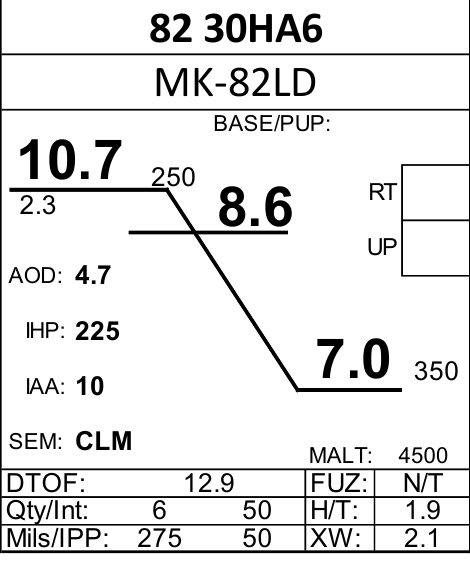 82 30HA6
MK-82LD
BASE/PUP:
10.7 250
2.3
8.6
RT
UP
AOD: 4.7
IHP: 225
IAA: 10
7.0 350
SEM: CLM
MALT: 4500
DTOF: 12.9 FUZ: N/T
Qty/Int: 6 50 H/T: 1.9
Mils/IPP: 275 50 XW: 2.1